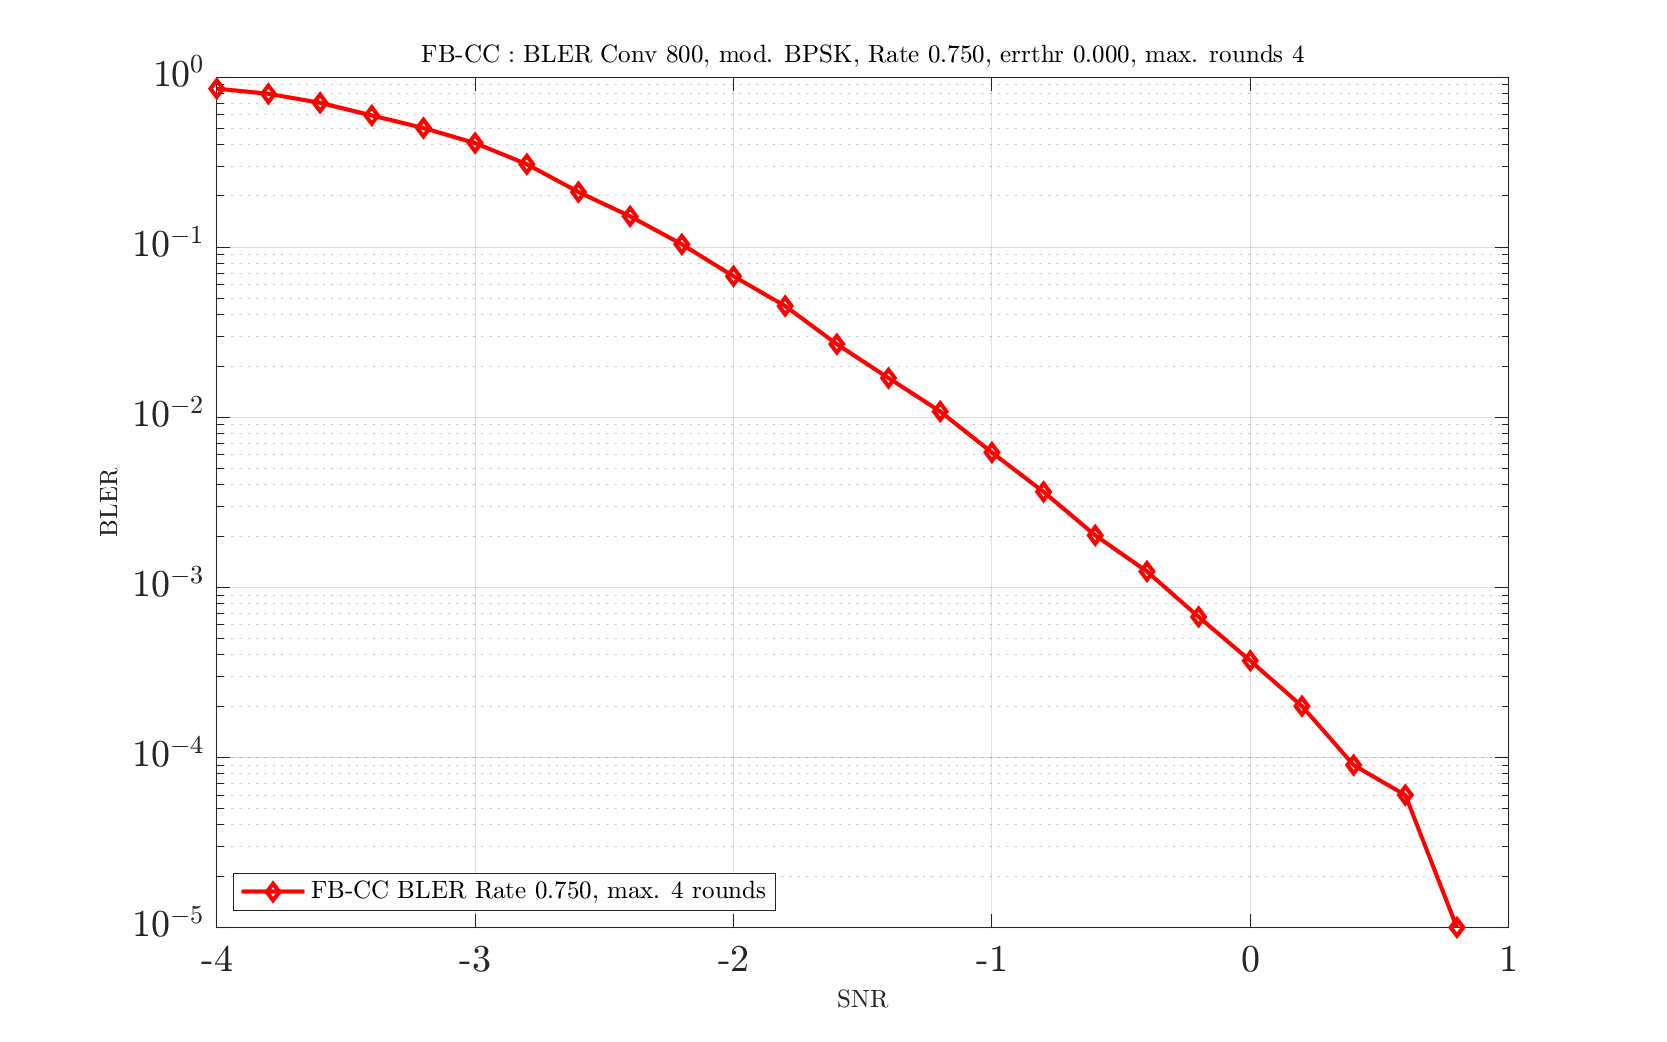 FB-CC : BLER Conv 800, mod. BPSK, Rate 0.750, errthr 0.000, max. rounds 4
10^0
10^-1
10^-2
10^-3
10^-4
10^-5
BLER
FB-CC BLER Rate 0.750, max. 4 rounds
-4 -3 -2 -1 0 1
SNR